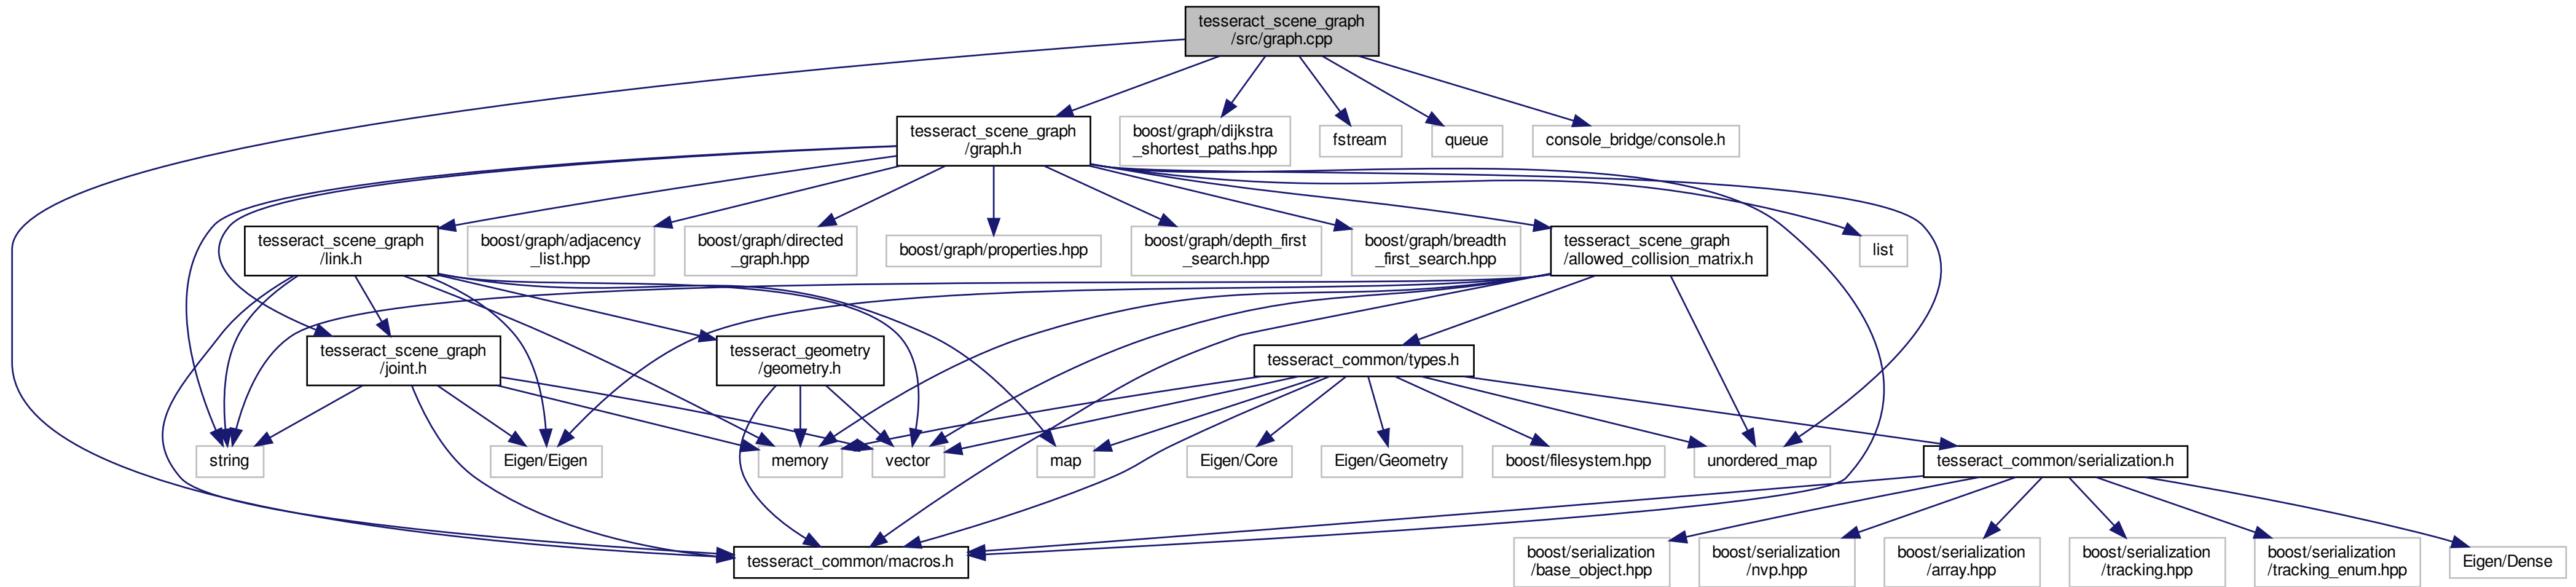 tesseract_scene_graph
/src/graph.cpp
tesseract_scene_graph
/graph.h
boost/graph/dijkstra
_shortest_paths.hpp
fstream
queue
console_bridge/console.h
tesseract_scene_graph
/link.h
boost/graph/adjacency
_list.hpp
boost/graph/directed
_graph.hpp
boost/graph/properties.hpp
boost/graph/depth_first
_search.hpp
boost/graph/breadth
_first_search.hpp
tesseract_scene_graph
/allowed_collision_matrix.h
list
tesseract_scene_graph
/joint.h
tesseract_geometry
/geometry.h
tesseract_common/types.h
string
Eigen/Eigen
memory
vector
map
Eigen/Core
Eigen/Geometry
boost/filesystem.hpp
unordered_map
tesseract_common/serialization.h
tesseract_common/macros.h
boost/serialization
/base_object.hpp
boost/serialization
/nvp.hpp
boost/serialization
/array.hpp
boost/serialization
/tracking.hpp
boost/serialization
/tracking_enum.hpp
Eigen/Dense